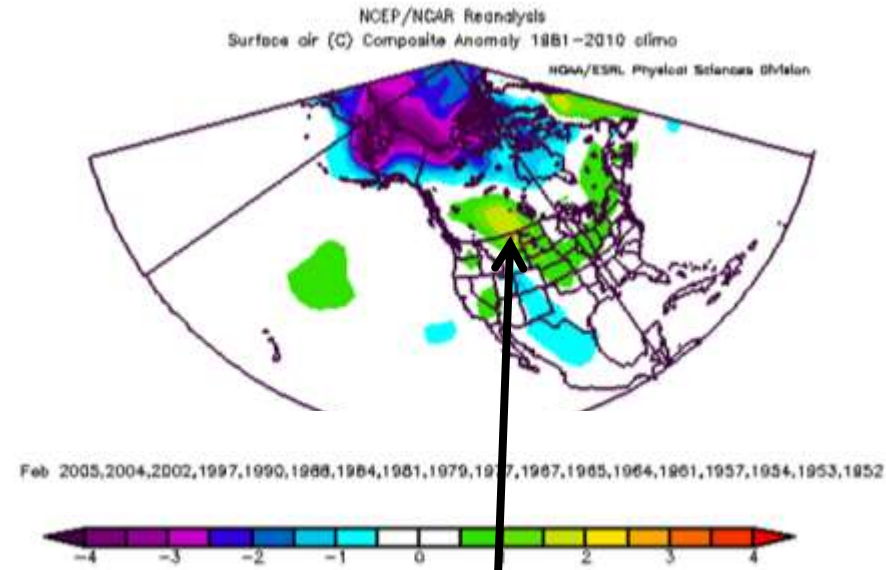 NCEP/NCAR Reanalysis
Surface air (C) Composite Anomaly 1981-2010 climo
NOAA/ESRL Physical Sciences Division
Feb 2005,2004,2002,1997,1990,1988,1984,1981,1979,1977,1967,1965,1964,1961,1957,1954,1953,1952
-4 -3 -2 -1 0 1 2 3 4